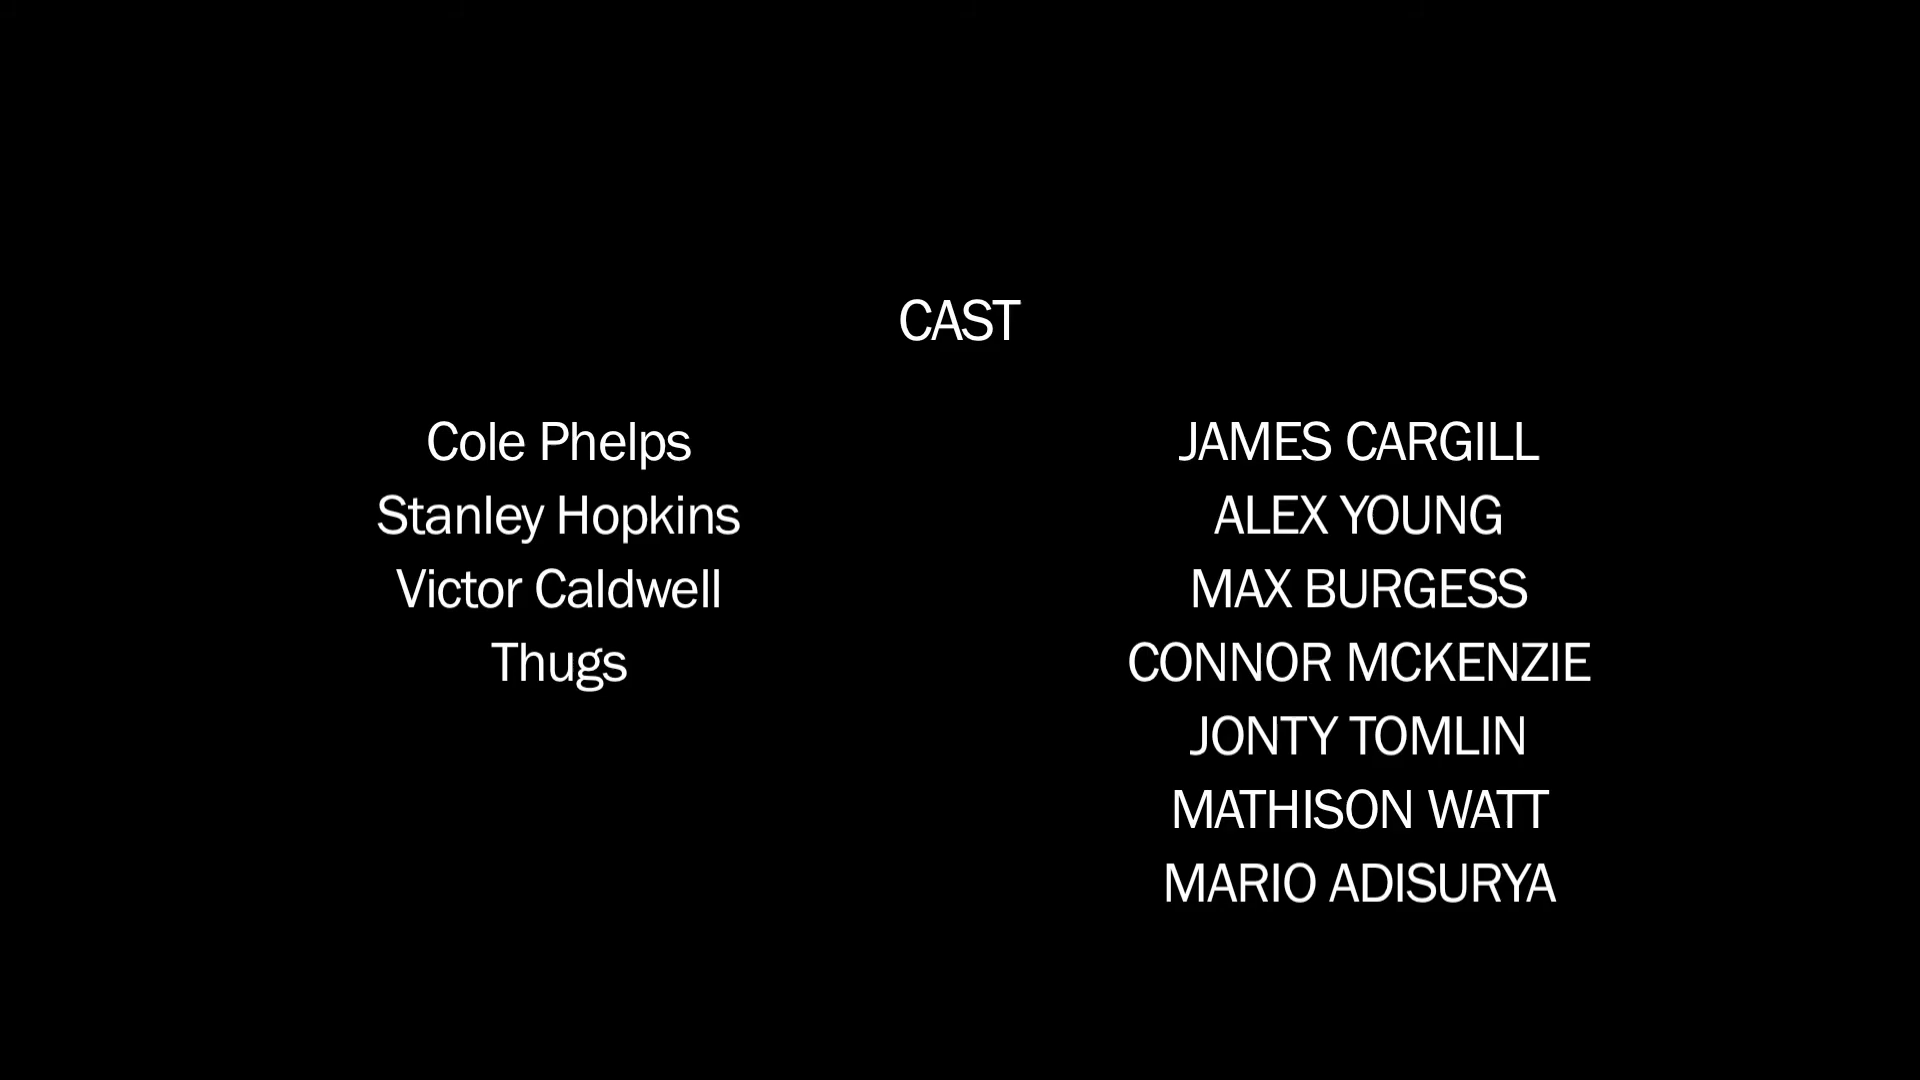 CAST
Cole Phelps JAMES CARGILL
Stanley Hopkins ALEX YOUNG
Victor Caldwell MAX BURGESS
Thugs CONNOR MCKENZIE
JONTY TOMLIN
MATHISON WATT
MARIO ADISURYA